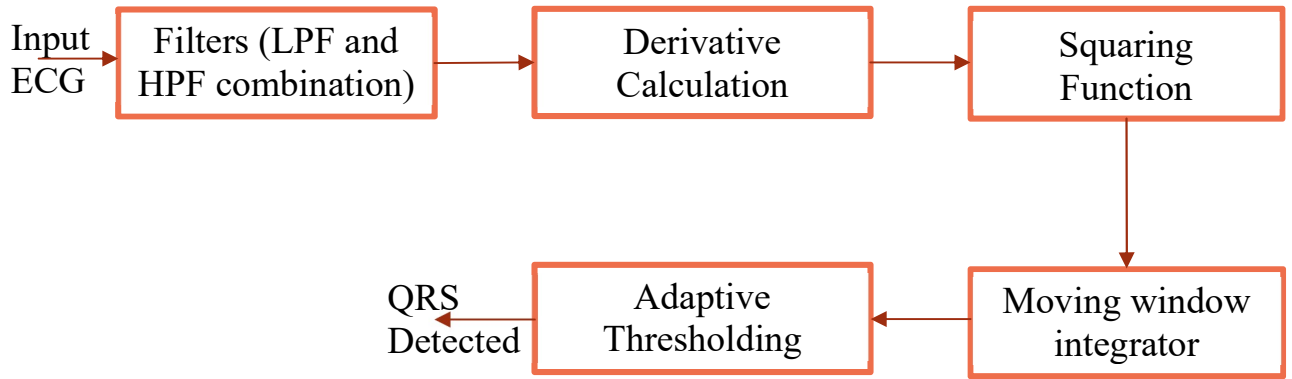 Input
ECG
Filters (LPF and
HPF combination)
Derivative
Calculation
Squaring
Function
Moving window
integrator
Adaptive
Thresholding
QRS
Detected